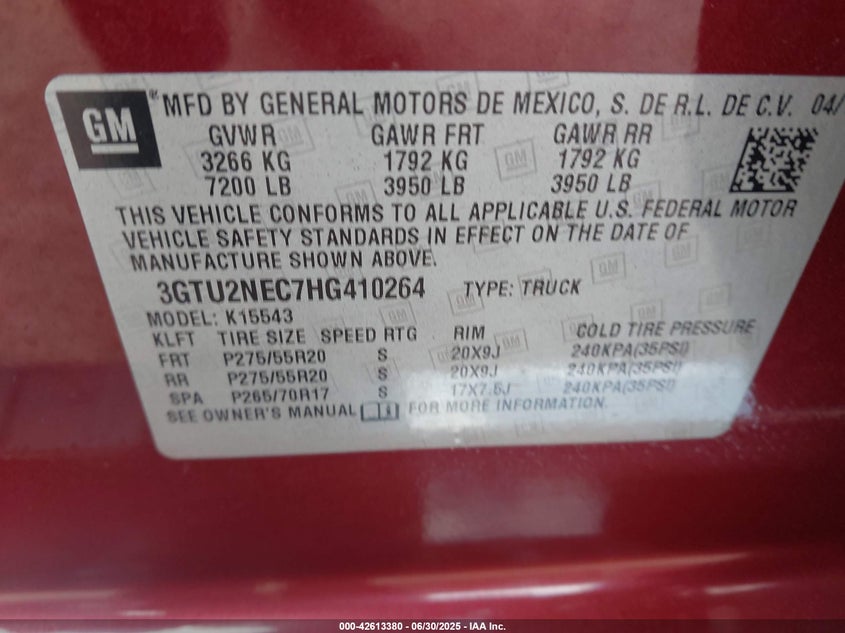 GM ® MFD BY GENERAL MOTORS DE MEXICO, S. DE R.L. DE C.V. 04/
GVWR GAWR FRT GAWR RR
3266 KG 1792 KG 1792 KG
7200 LB 3950 LB 3950 LB
THIS VEHICLE CONFORMS TO ALL APPLICABLE U.S. FEDERAL MOTOR
VEHICLE SAFETY STANDARDS IN EFFECT ON THE DATE OF
MANUFACTURE SHOWN ABOVE.
3GTU2NEC7HG410264 TYPE: TRUCK
MODEL: K15543
KLFT TIRE SIZE SPEED RTG RIM COLD TIRE PRESSURE
FRT P275/55R20 S 20X9J 240KPA(35PSI)
RR P275/55R20 S 20X9J 240KPA(35PSI)
SPA P265/70R17 S 17X7.5J 240KPA(35PSI)
SEE OWNER'S MANUAL FOR MORE INFORMATION.
000-42613380 - 06/30/2025 - IAA Inc.